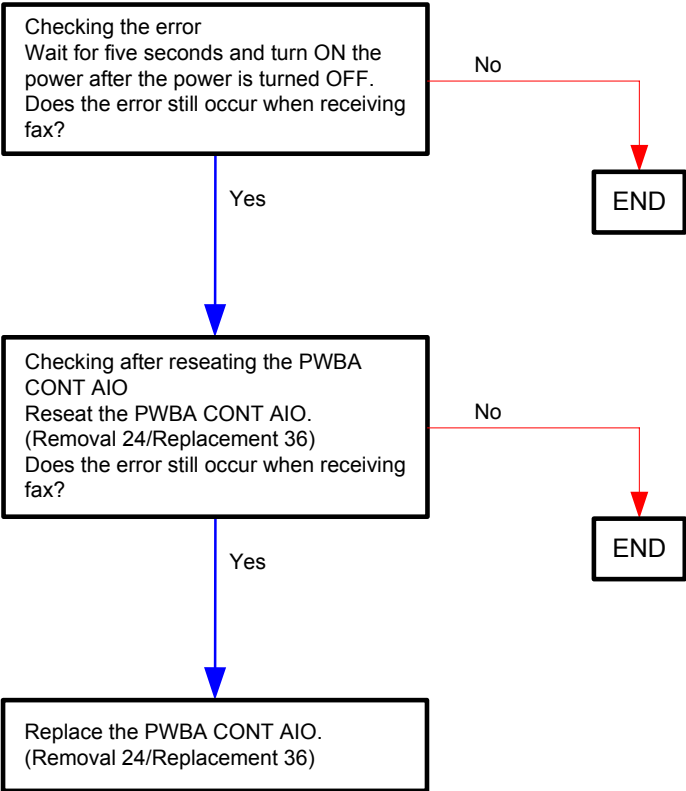 Checking the error
Wait for five seconds and turn ON the
power after the power is turned OFF.
Does the error still occur when receiving
fax?
No
END
Yes
Checking after reseating the PWBA
CONT AIO
Reseat the PWBA CONT AIO.
(Removal 24/Replacement 36)
Does the error still occur when receiving
fax?
No
END
Yes
Replace the PWBA CONT AIO.
(Removal 24/Replacement 36)